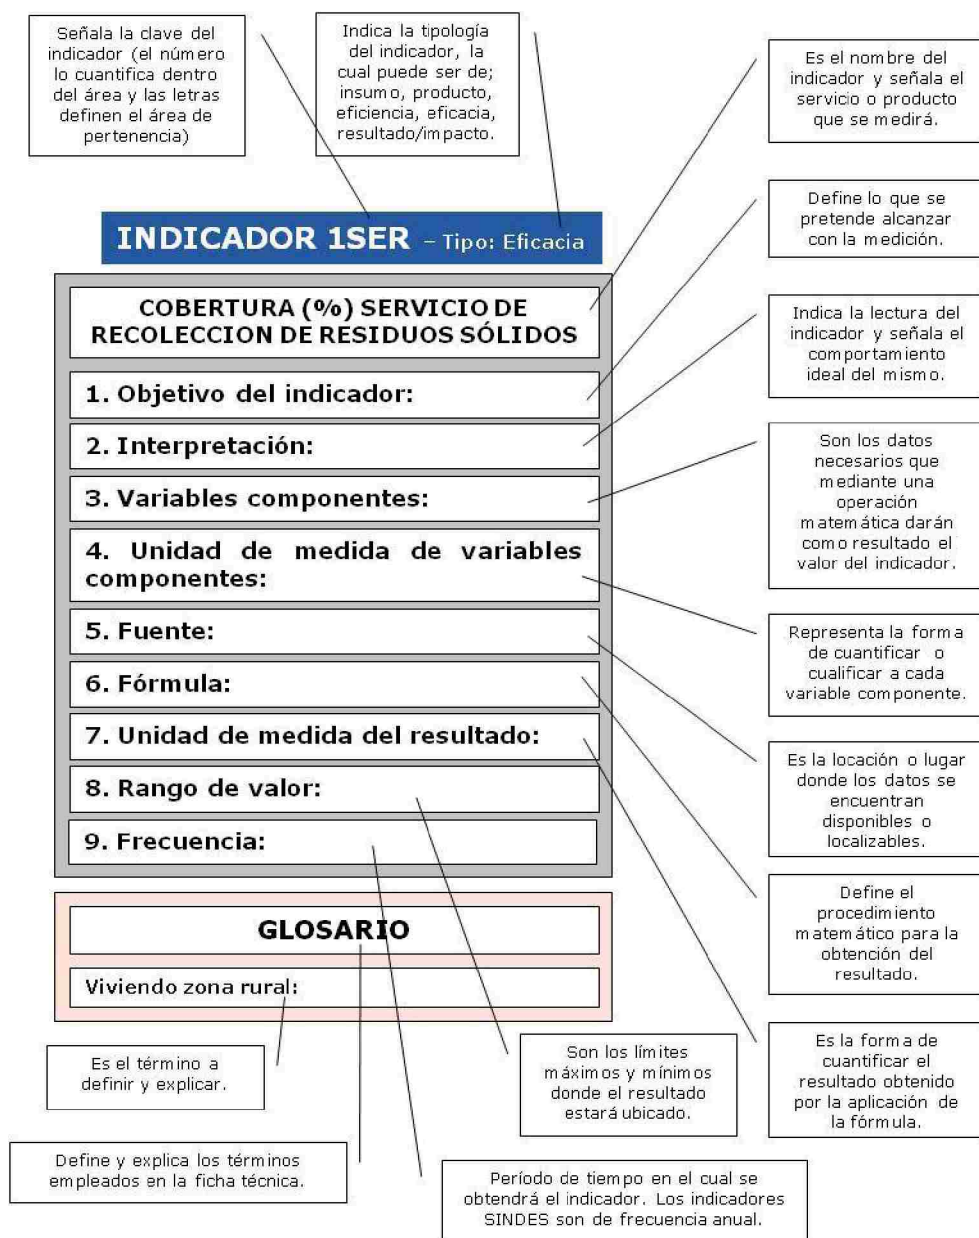 Señala la clave del
indicador (el número
lo cuantifica dentro
del área y las letras
definen el área de
pertenencia)
Indica la tipología
del indicador, la
cual puede ser de;
insumo, producto,
eficiencia, eficacia,
resultado/impacto.
Es el nombre del
indicador y señala el
servicio o producto
que se medirá.
Define lo que se
pretende alcanzar
con la medición.
INDICADOR 1SER – Tipo: Eficacia
COBERTURA (%) SERVICIO DE
RECOLECCION DE RESIDUOS SÓLIDOS
Indica la lectura del
indicador y señala el
comportamiento
ideal del mismo.
1. Objetivo del indicador:
2. Interpretación:
3. Variables componentes:
4. Unidad de medida de variables
componentes:
5. Fuente:
6. Fórmula:
7. Unidad de medida del resultado:
8. Rango de valor:
9. Frecuencia:
Son los datos
necesarios que
mediante una
operación
matemática darán
como resultado el
valor del indicador.
Representa la forma
de cuantificar o
cualificar a cada
variable componente.
Es la locación o lugar
donde los datos se
encuentran
disponibles o
localizables.
Define el
procedimiento
matemático para la
obtención del
resultado.
GLOSARIO
Viviendo zona rural:
Es el término a
definir y explicar.
Son los límites
máximos y mínimos
donde el resultado
estará ubicado.
Es la forma de
cuantificar el
resultado obtenido
por la aplicación de
la fórmula.
Define y explica los términos
empleados en la ficha técnica.
Período de tiempo en el cual se
obtendrá el indicador. Los indicadores
SINDES son de frecuencia anual.